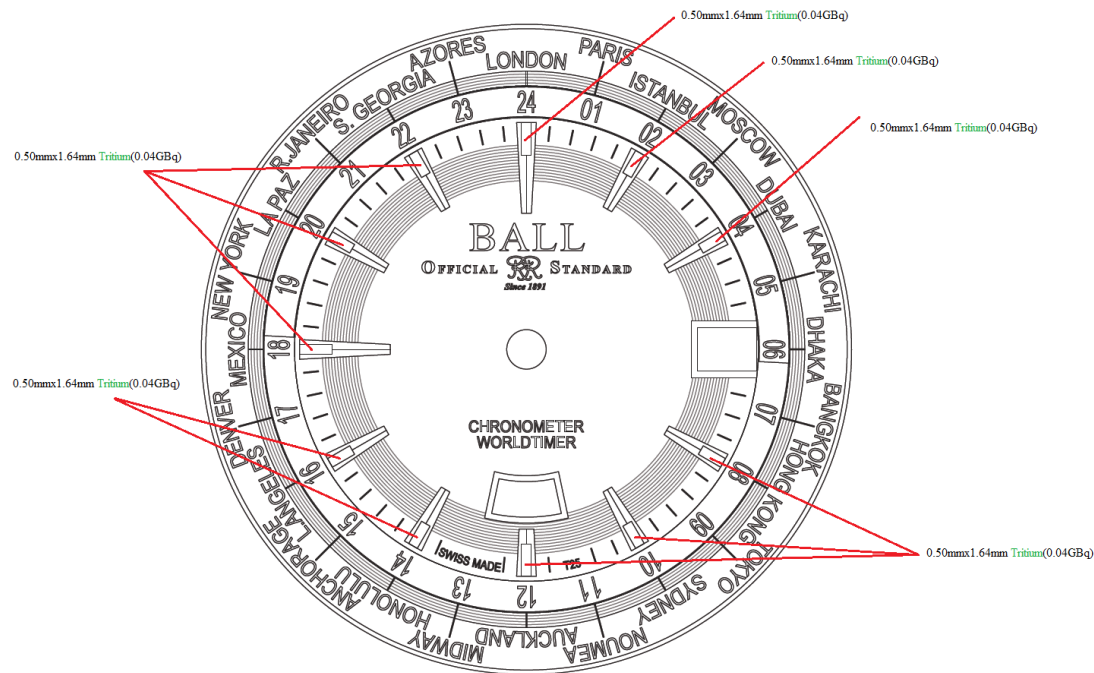 0.50mmx1.64mm Tritium(0.04GBq)
0.50mmx1.64mm Tritium(0.04GBq)
0.50mmx1.64mm Tritium(0.04GBq)
0.50mmx1.64mm Tritium(0.04GBq)
0.50mmx1.64mm Tritium(0.04GBq)
0.50mmx1.64mm Tritium(0.04GBq)
LONDON
PARIS
ISTANBUL
MOSCOW
DUBAI
KARACHI
DHAKA
BANGKOK
HONG KONG
TOKYO
SYDNEY
NOUMEA
AUCKLAND
MIDWAY
HONOLULU
ANCHORAGE
L.ANGELES
DENVER
MEXICO
NEW YORK
LA PAZ
R.JANEIRO
S. GEORGIA
AZORES
24
01
02
03
04
05
06
07
08
09
10
11
12
13
14
15
16
17
18
19
20
21
22
23
BALL
OFFICIAL RR STANDARD
Since 1891
CHRONOMETER
WORLDTIMER
SWISS MADE
T25